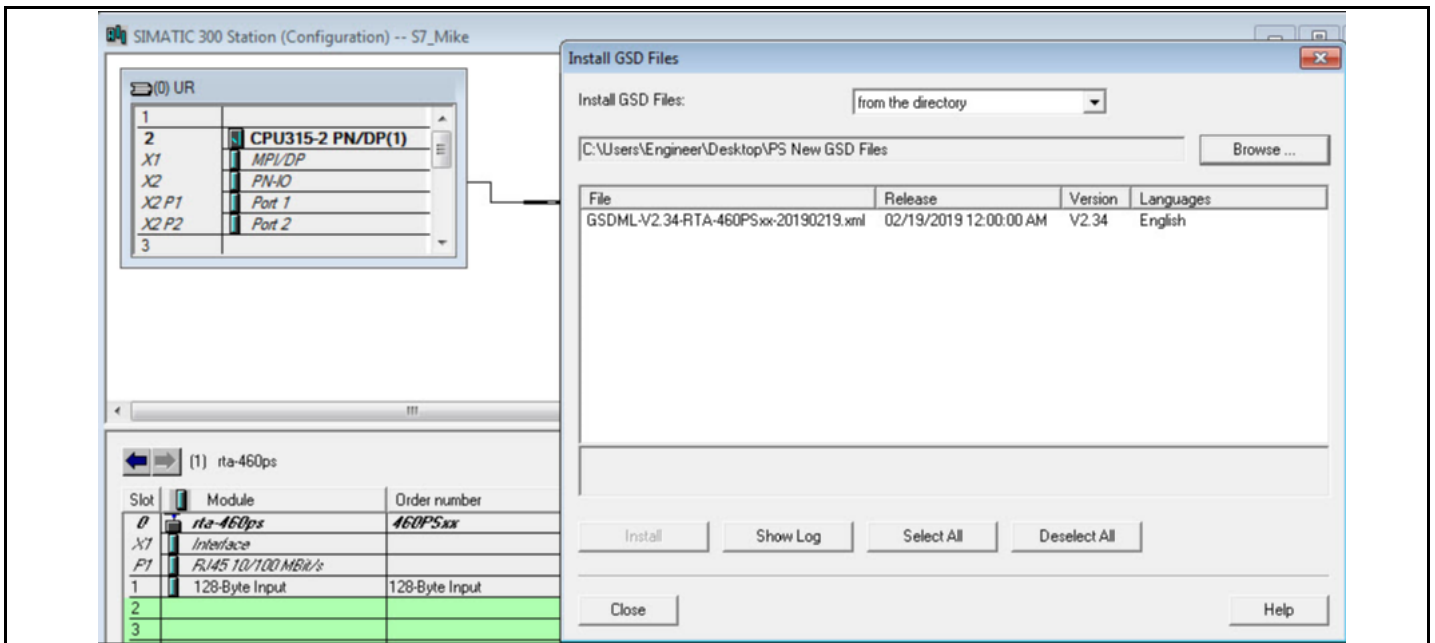 SIMATIC 300 Station (Configuration) -- S7_Mike
(0) UR
1
2 CPU315-2 PN/DP(1)
X1 MPI/DP
X2 PN-IO
X2 P1 Port 1
X2 P2 Port 2
3
(1) rta-460ps
Slot Module Order number
0 rta-460ps 460PSxx
X1 Interface
P1 RJ45 10/100 MBit/s
1 128-Byte Input 128-Byte Input
2
3
Install GSD Files
Install GSD Files: from the directory
C:\Users\Engineer\Desktop\PS New GSD Files Browse ...
File Release Version Languages
GSDML-V2.34-RTA-460PSxx-20190219.xml 02/19/2019 12:00:00 AM V2.34 English
Install Show Log Select All Deselect All
Close Help